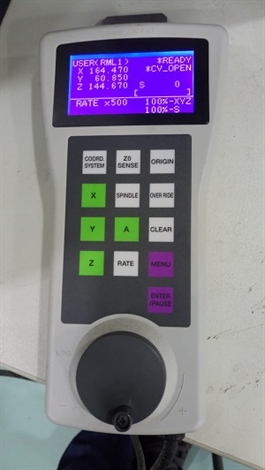 USER(RML1) *READY
X 164.470 *CV_OPEN
Y 60.850
Z 144.670 S 0
[ ]
RATE x500 100%-XYZ
100%-S
COORD. SYSTEM Z0 SENSE ORIGIN
X SPINDLE OVER RIDE
Y A CLEAR
Z RATE MENU
ENTER /PAUSE
- +